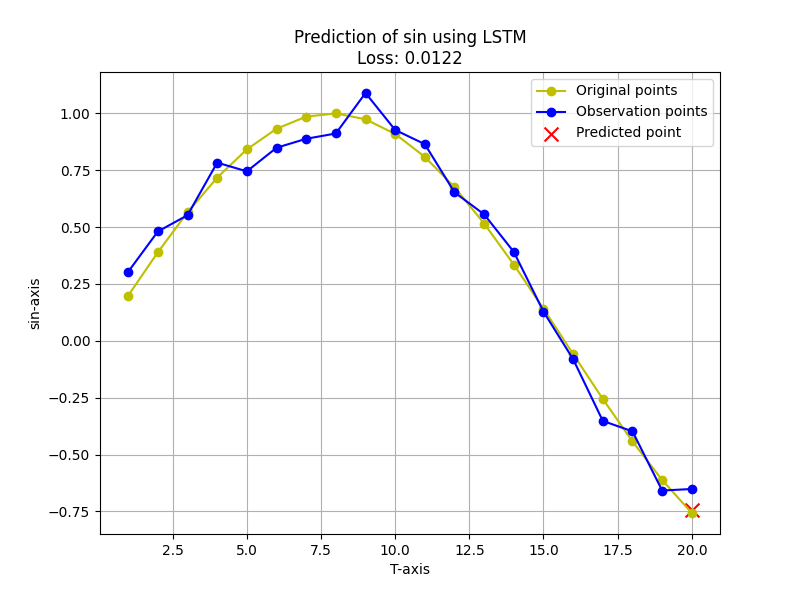 Prediction of sin using LSTM
Loss: 0.0122
Original points
Observation points
Predicted point
sin-axis
1.00
0.75
0.50
0.25
0.00
−0.25
−0.50
−0.75
2.5 5.0 7.5 10.0 12.5 15.0 17.5 20.0
T-axis